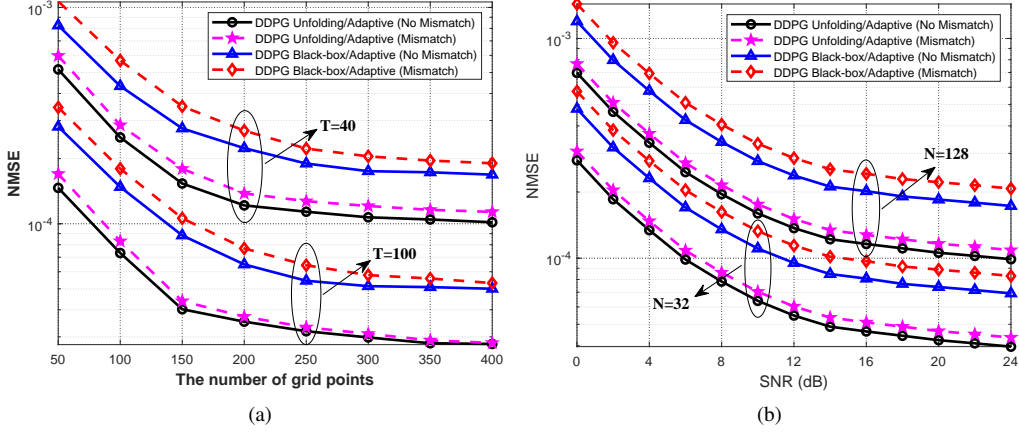 10^-3
10^-4
NMSE
DDPG Unfolding/Adaptive (No Mismatch)
DDPG Unfolding/Adaptive (Mismatch)
DDPG Black-box/Adaptive (No Mismatch)
DDPG Black-box/Adaptive (Mismatch)
T=40
T=100
50 100 150 200 250 300 350 400
The number of grid points
(a)
10^-3
10^-4
NMSE
DDPG Unfolding/Adaptive (No Mismatch)
DDPG Unfolding/Adaptive (Mismatch)
DDPG Black-box/Adaptive (No Mismatch)
DDPG Black-box/Adaptive (Mismatch)
N=128
N=32
0 4 8 12 16 20 24
SNR (dB)
(b)